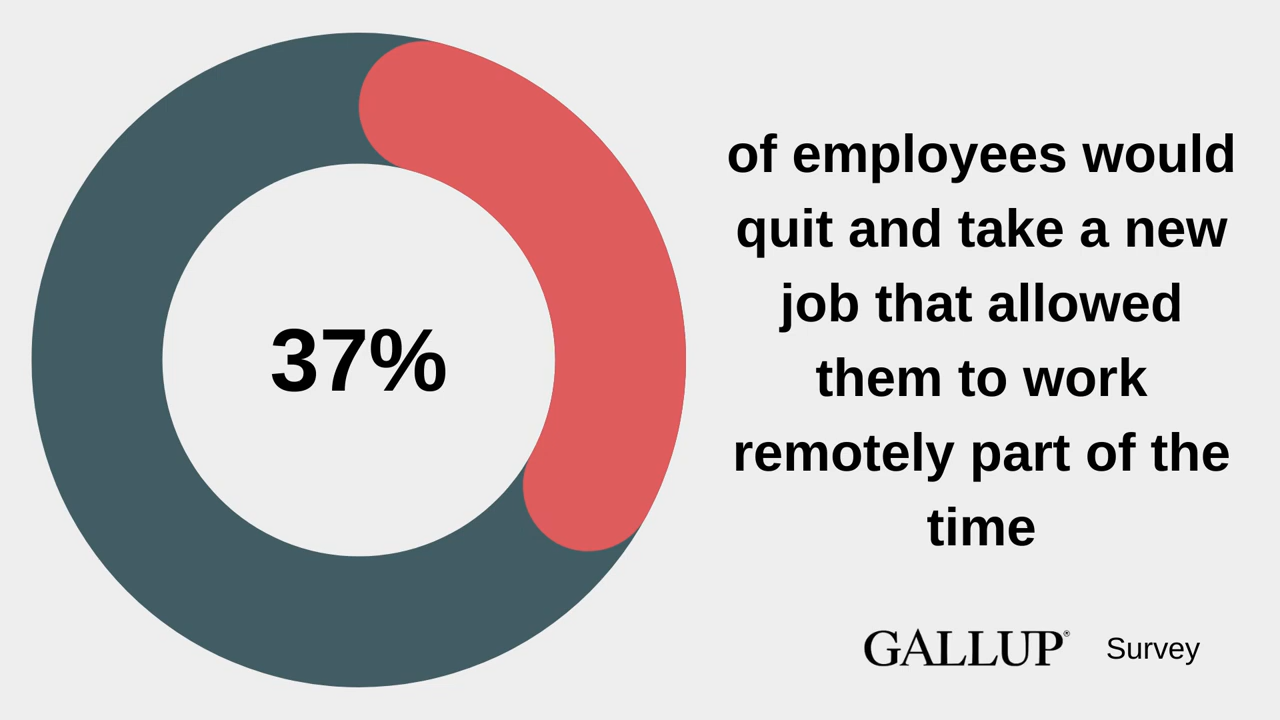 37%
of employees would
quit and take a new
job that allowed
them to work
remotely part of the
time
GALLUP® Survey